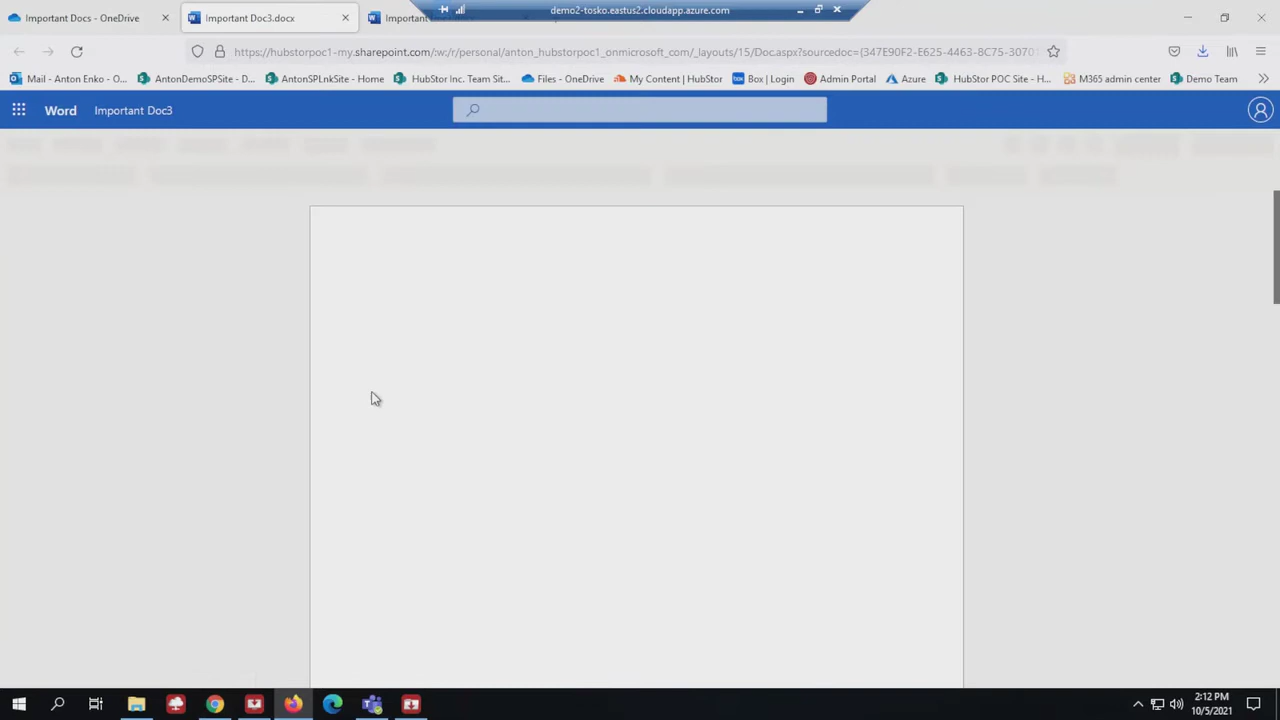 Important Docs - OneDrive
Important Doc3.docx
Important Doc
demo2-tosko.eastus2.cloudapp.azure.com
https://hubstorpoc1-my.sharepoint.com/:w:/r/personal/anton_hubstorpoc1_onmicrosoft_com/_layouts/15/Doc.aspx?sourcedoc={347E90F2-E625-4463-8C75-3070
Mail - Anton Enko - O...
AntonDemoSPSite - D...
AntonSPLnkSite - Home
HubStor Inc. Team Sit...
Files - OneDrive
My Content | HubStor
box
Box | Login
Admin Portal
Azure
HubStor POC Site - H...
M365 admin center
Demo Team
Word
Important Doc3
2:12 PM
10/5/2021